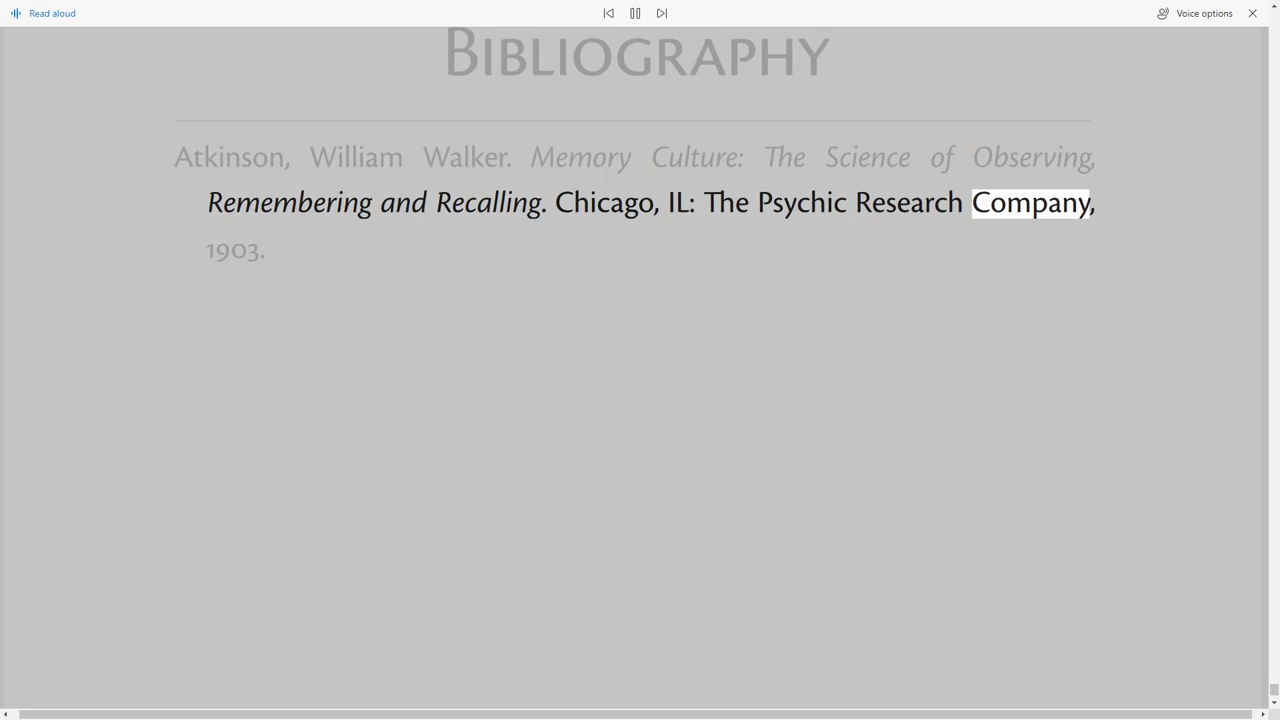 Read aloud
Voice options
Bibliography
Atkinson, William Walker. Memory Culture: The Science of Observing,
Remembering and Recalling. Chicago, IL: The Psychic Research Company,
1903.